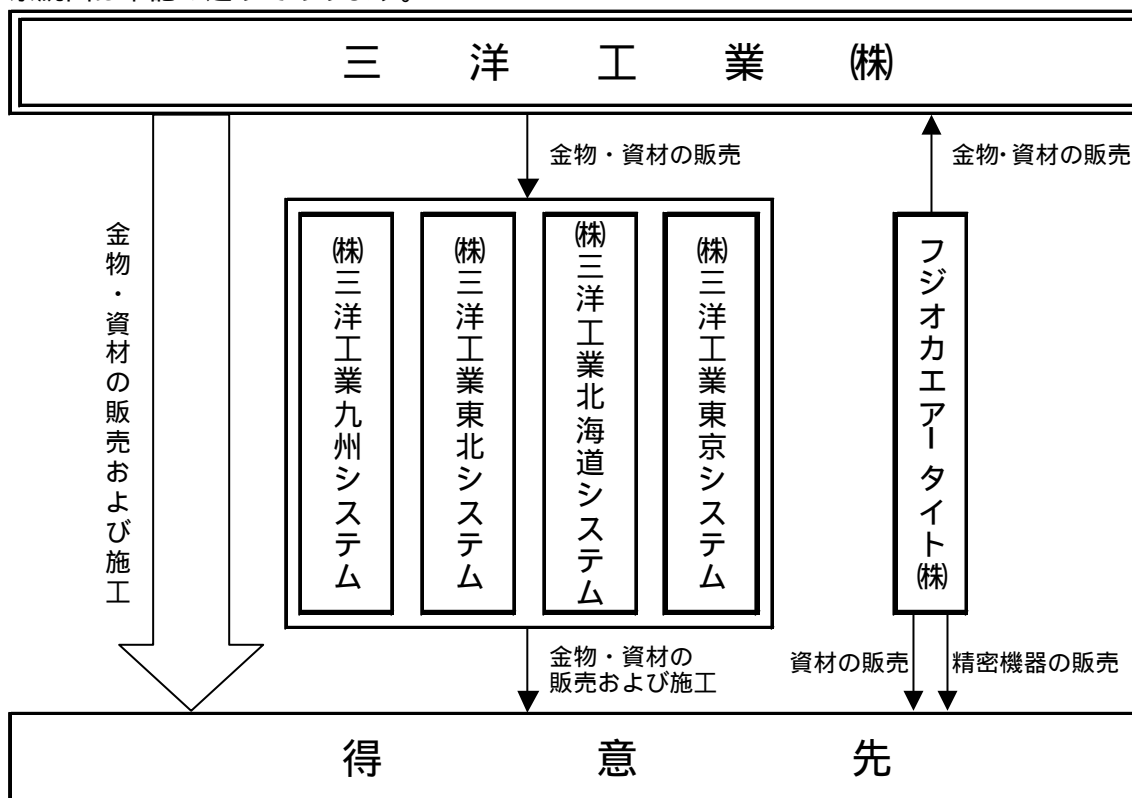 三洋工業㈱
金物・資材の販売
金物・資材の販売
金物・資材の販売および施工
㈱三洋工業九州システム
㈱三洋工業東北システム
㈱三洋工業北海道システム
㈱三洋工業東京システム
フジオカエアータイト㈱
金物・資材の
販売および施工
資材の販売
精密機器の販売
得意先